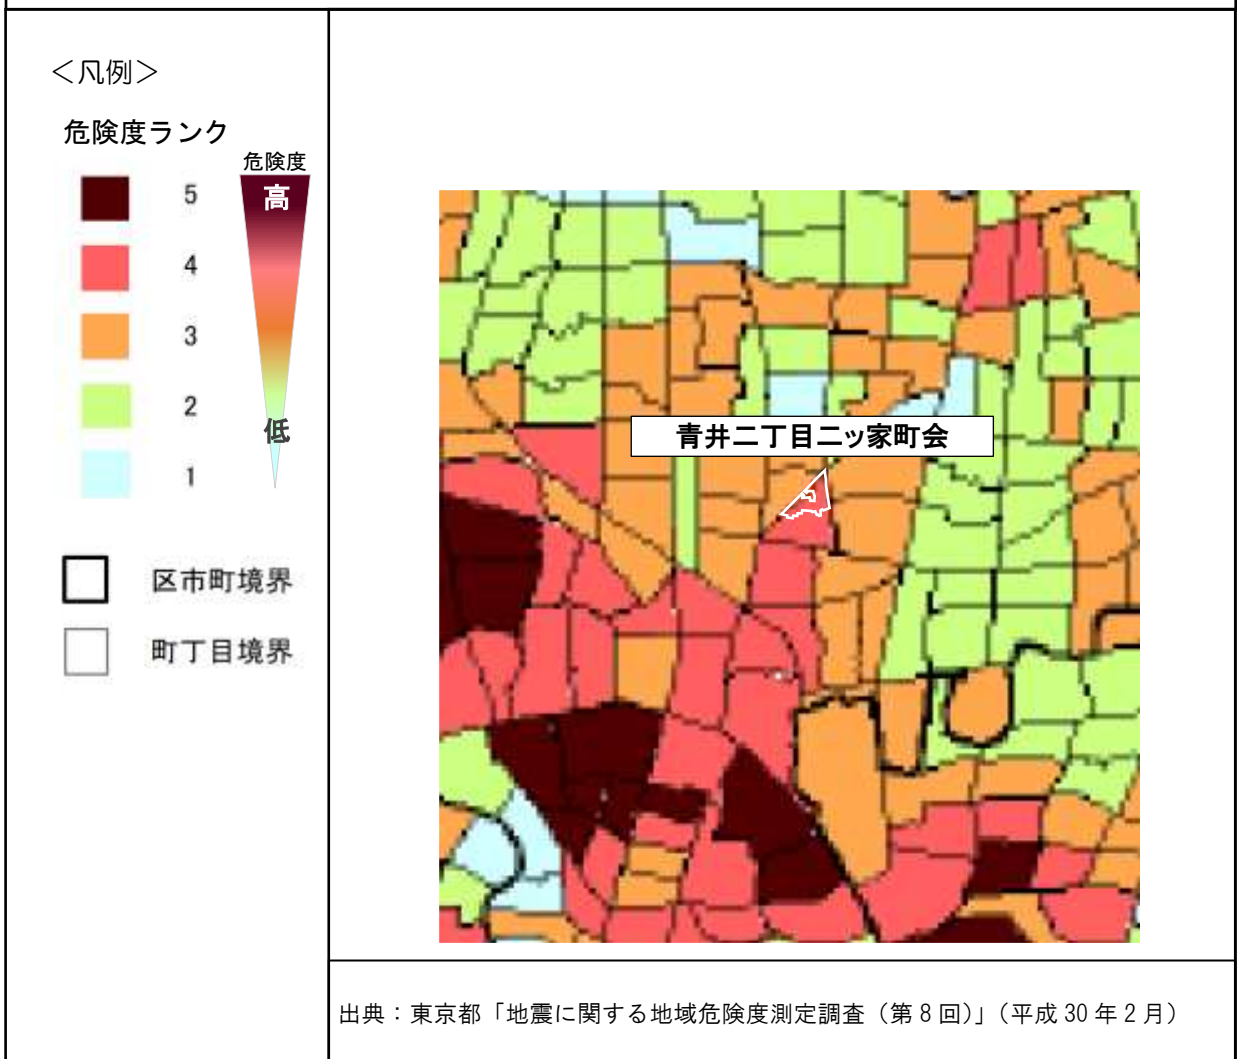 ＜凡例＞
危険度ランク
危険度
高
5
4
3
2
低
1
区市町境界
町丁目境界
青井二丁目二ッ家町会
出典：東京都「地震に関する地域危険度測定調査（第８回）」（平成 30 年 2 月）